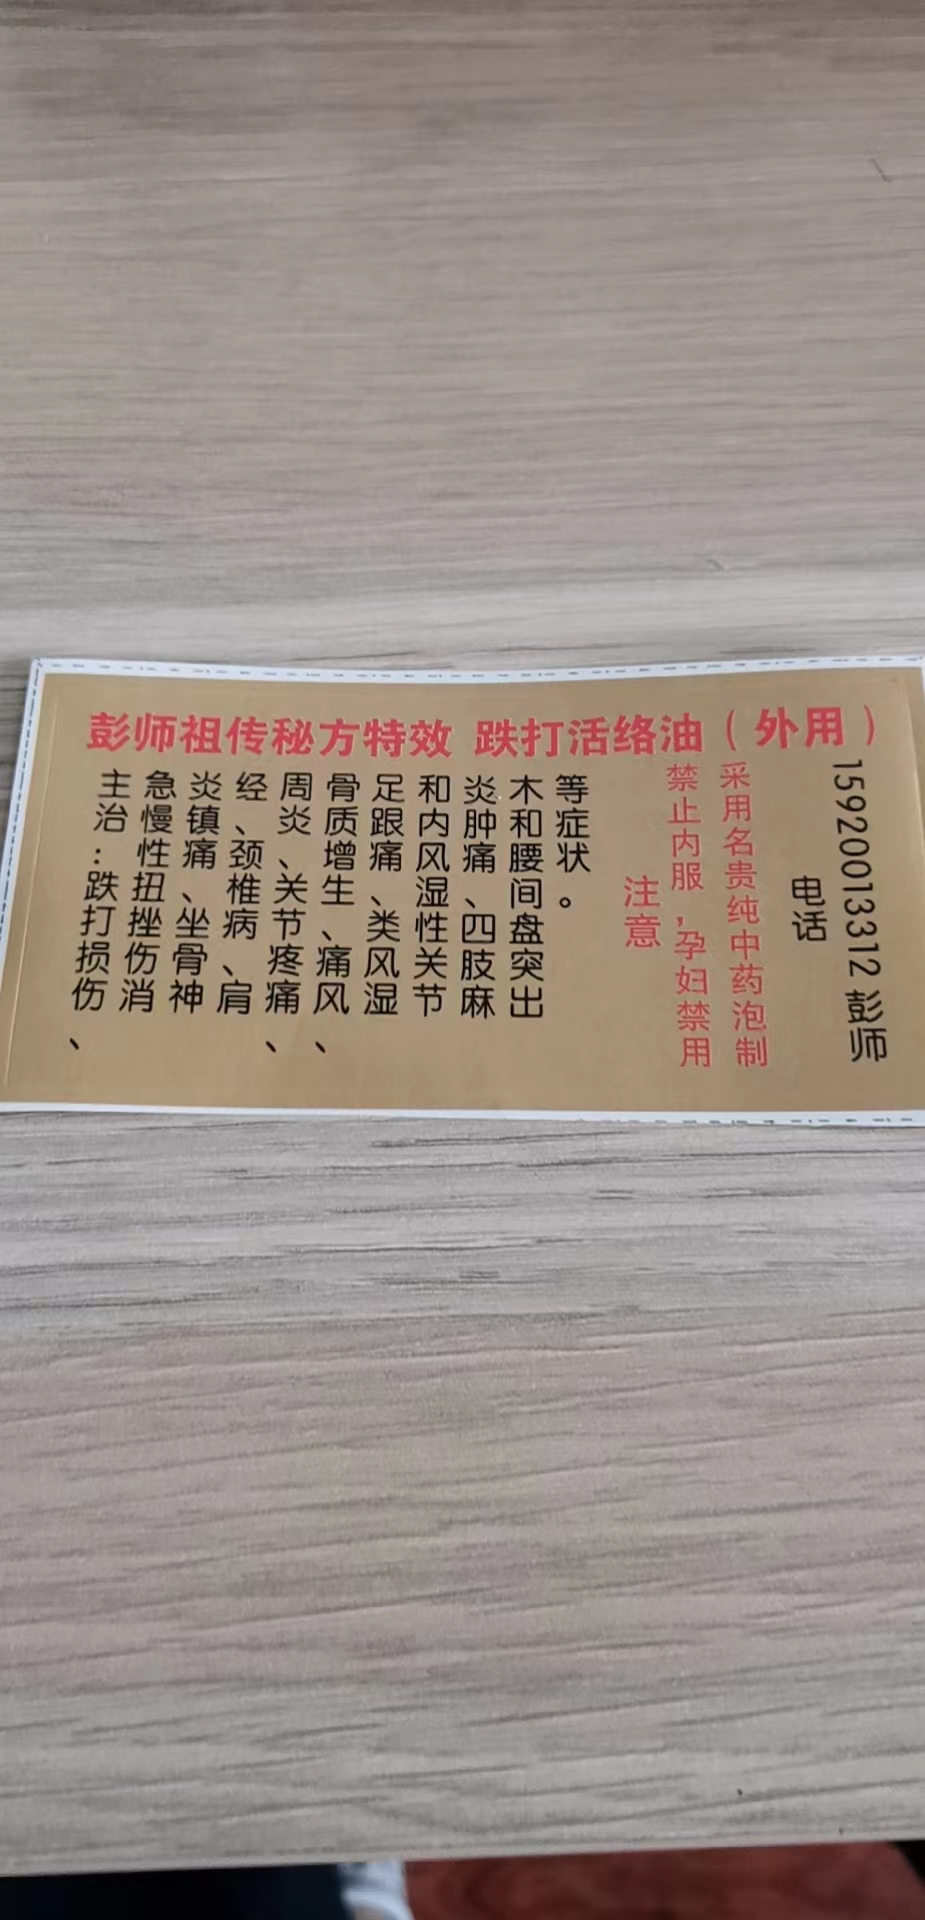 彭师祖传秘方特效 跌打活络油（外用）
主治：跌打损伤、
急慢性扭挫伤消
炎镇痛、坐骨神
经、颈椎病、肩
周炎、关节疼痛、
骨质增生、痛风、
足跟痛、类风湿
和内风湿性关节
炎肿痛、四肢麻
木和腰间盘突出
等症状。
注意
禁止内服，孕妇禁用
采用名贵纯中药泡制
电话
15920013312 彭师